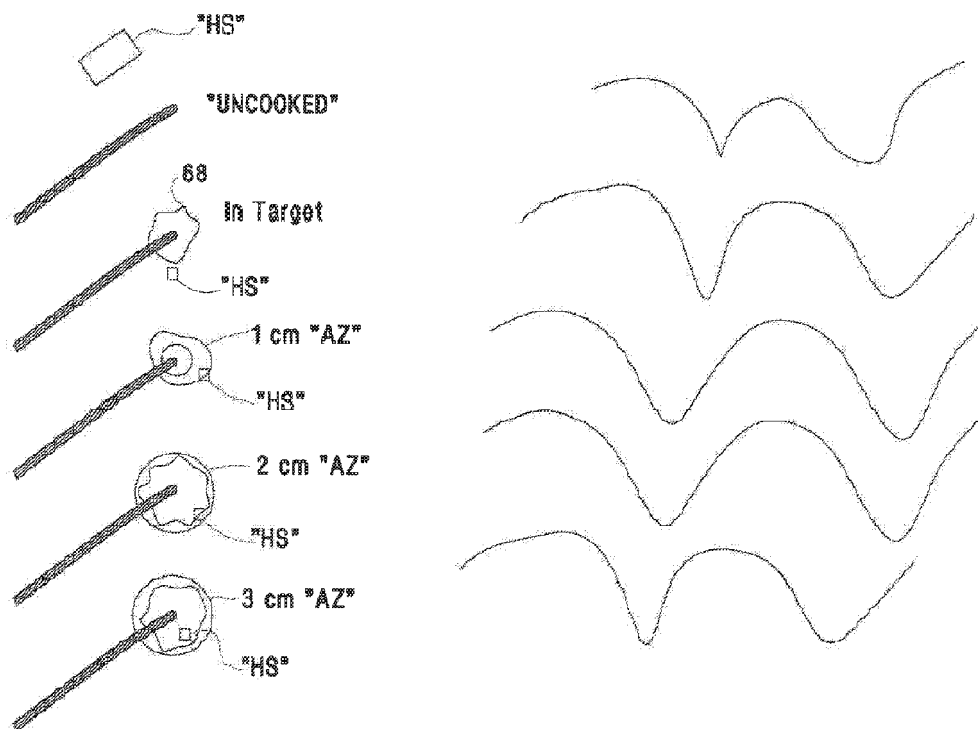 "HS"
"UNCOOKED"
68
In Target
"HS"
1 cm "AZ"
"HS"
2 cm "AZ"
"HS"
3 cm "AZ"
"HS"